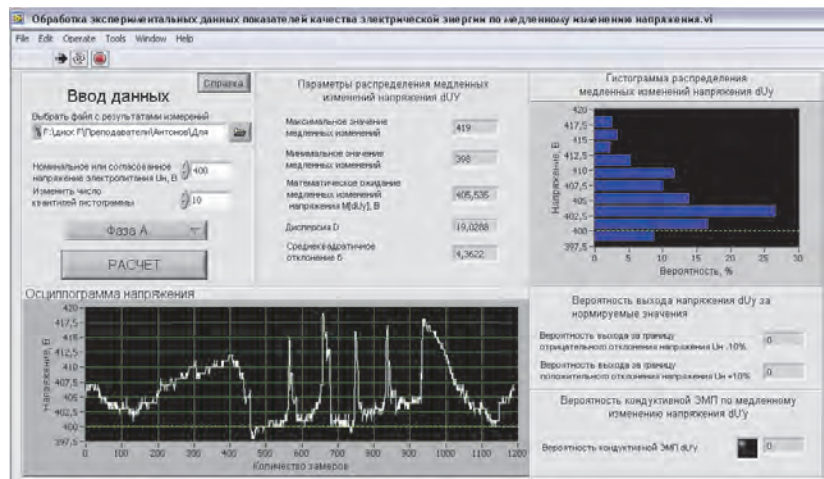 Обработка экспериментальных данных показателей качества электрической энергии по медленному изменению напряжения.vi
File Edit Operate Tools Window Help
Ввод данных
Справка
Выбрать файл с результатами измерений
F:\диск F\Преподаватели\Антонов\Для
Номинальное или согласованное
напряжение электропитания Uн, В
400
Изменить число
квантилей гистограммы
10
Фаза А
РАСЧЕТ
Параметры распределения медленных
изменений напряжения dUУ
Максимальное значение
медленных изменений
419
Минимальное значение
медленных изменений
398
Математическое ожидание
медленных изменений
напряжения M[dUy], В
405,535
Дисперсия D
19,0288
Среднеквадратичное
отклонение б
4,3622
Гистограмма распределения
медленных изменений напряжения dUy
Напряжение, В
420
417,5
415
412,5
410
407,5
405
402,5
400
397,5
0 5 10 15 20 25 30
Вероятность, %
Осциллограмма напряжения
Напряжение, В
420
417,5
415
412,5
410
407,5
405
402,5
400
397,5
0 100 200 300 400 500 600 700 800 900 1000 1100 1200
Количество замеров
Вероятность выхода напряжения dUy за
нормируемые значения
Вероятность выхода за границу
отрицательного отклонения напряжения Uн -10%
0
Вероятность выхода за границу
положительного отклонения напряжения Uн +10%
0
Вероятность кондуктивной ЭМП по медленному
изменению напряжения dU'y
Вероятность кондуктивной ЭМП dU'y
0